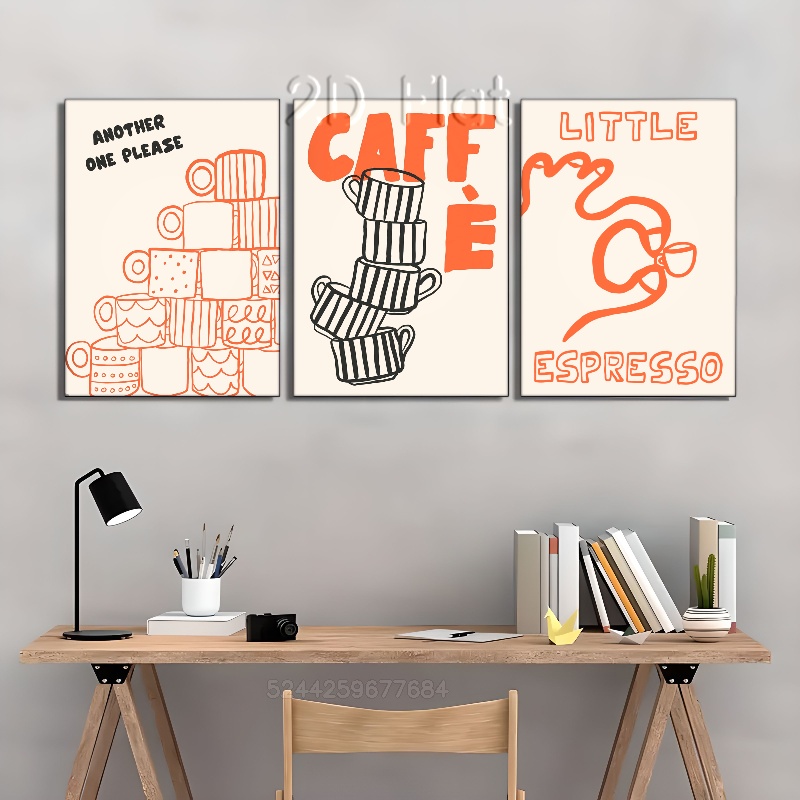 2D Flat
ANOTHER
ONE PLEASE
CAFF
È
LITTLE
ESPRESSO
5244259677684